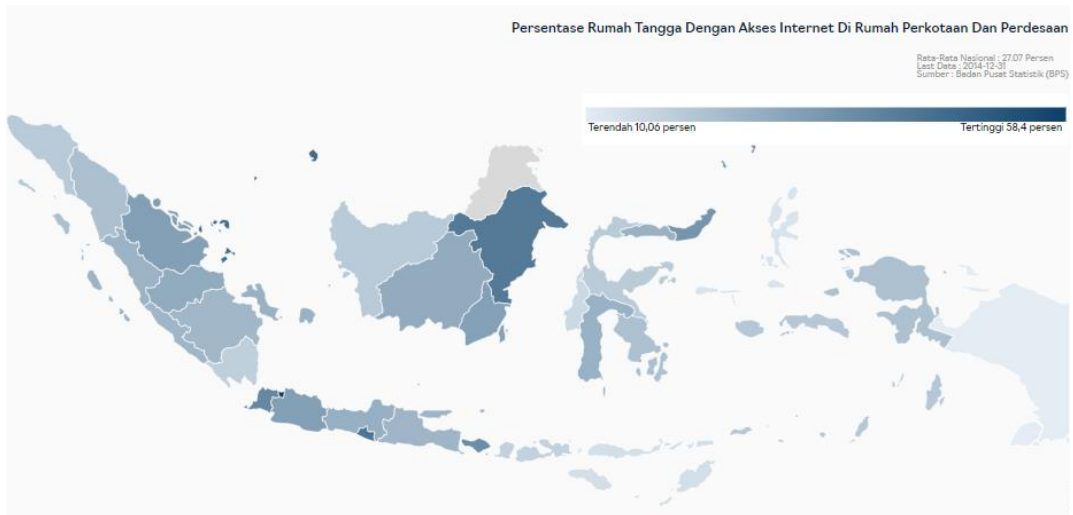 Persentase Rumah Tangga Dengan Akses Internet Di Rumah Perkotaan Dan Perdesaan
Rata-Rata Nasional : 27.07 Persen
Last Data : 2014-12-31
Sumber : Badan Pusat Statistik (BPS)
Terendah 10,06 persen
Tertinggi 58,4 persen